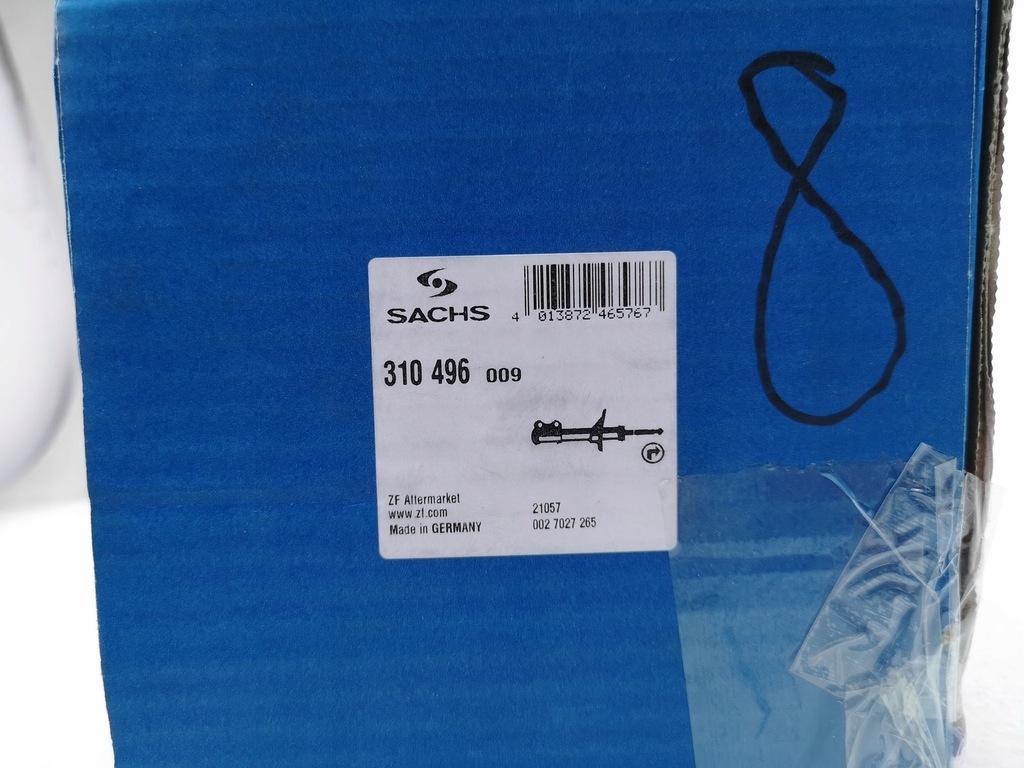 8
SACHS
4 013872 465767
310 496 009
ZF Aftermarket
www.zf.com
Made in GERMANY
21057
002 7027 265